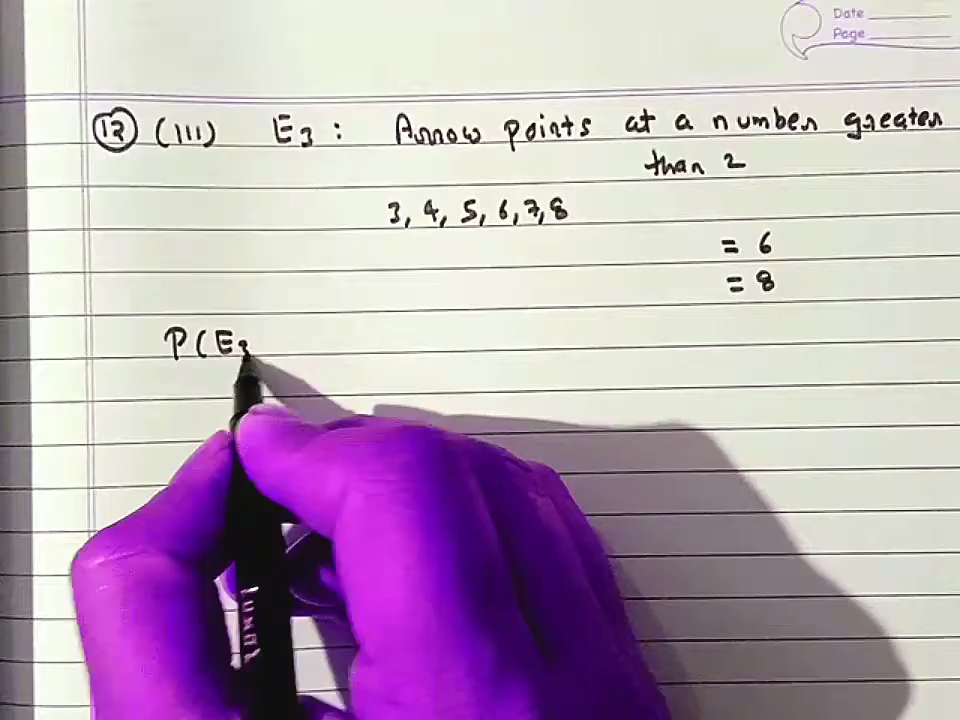 Date
Page
12 (III) E3 : Arrow points at a number greater
than 2
3, 4, 5, 6, 7, 8
= 6
= 8
P(E3
LUXOR